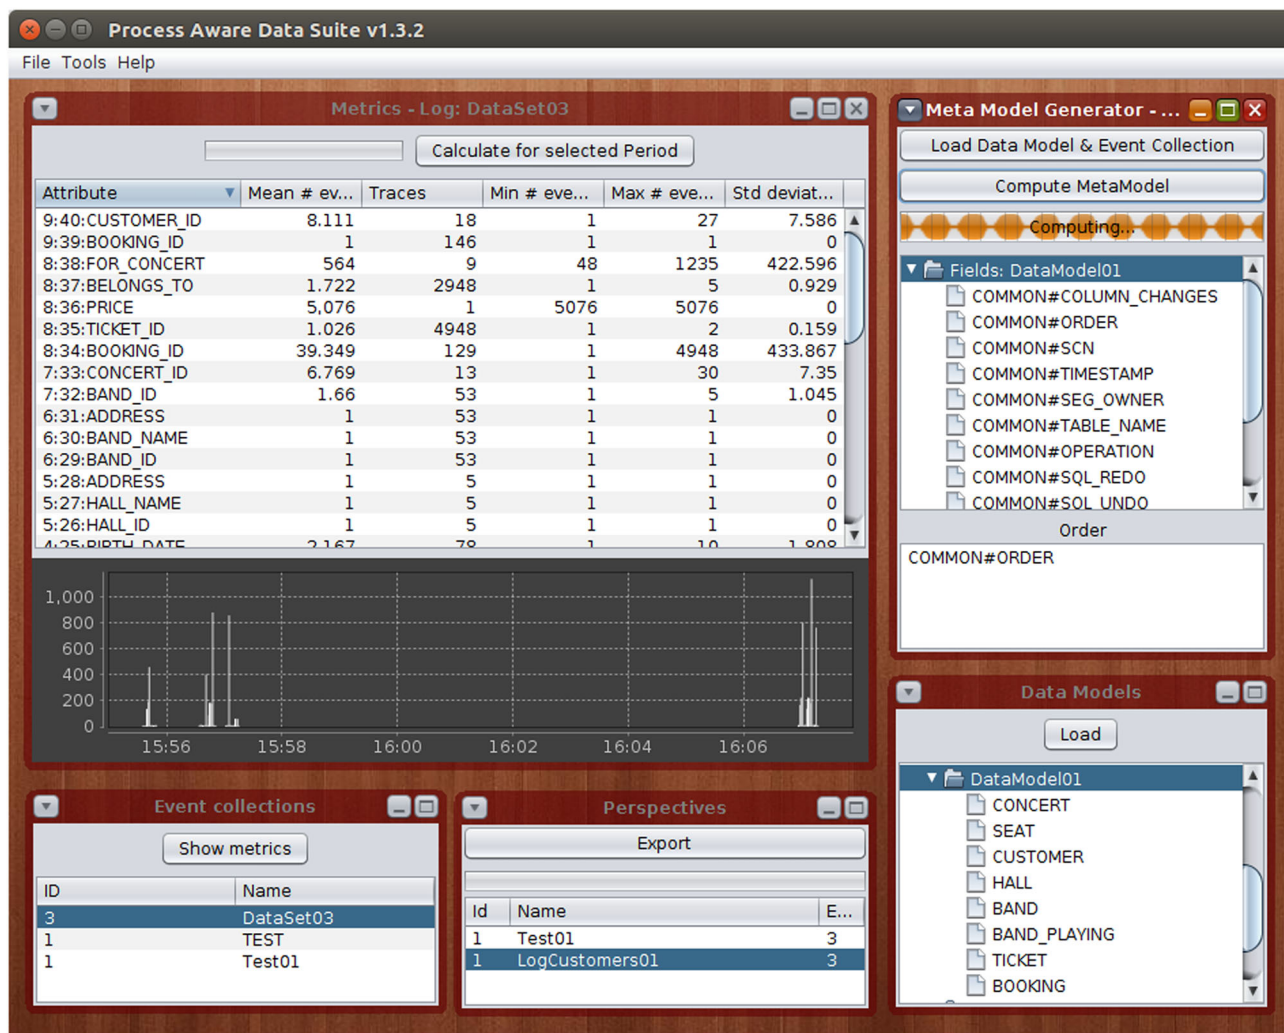 Process Aware Data Suite v1.3.2
File Tools Help
Metrics - Log: DataSet03
Calculate for selected Period
Attribute Mean # ev... Traces Min # eve... Max # eve... Std deviat...
9:40:CUSTOMER_ID 8.111 18 1 27 7.586
9:39:BOOKING_ID 1 146 1 1 0
8:38:FOR_CONCERT 564 9 48 1235 422.596
8:37:BELONGS_TO 1.722 2948 1 5 0.929
8:36:PRICE 5,076 1 5076 5076 0
8:35:TICKET_ID 1.026 4948 1 2 0.159
8:34:BOOKING_ID 39.349 129 1 4948 433.867
7:33:CONCERT_ID 6.769 13 1 30 7.35
7:32:BAND_ID 1.66 53 1 5 1.045
6:31:ADDRESS 1 53 1 1 0
6:30:BAND_NAME 1 53 1 1 0
6:29:BAND_ID 1 53 1 1 0
5:28:ADDRESS 1 5 1 1 0
5:27:HALL_NAME 1 5 1 1 0
5:26:HALL_ID 1 5 1 1 0
4:25:BIRTH_DATE 2.167 78 1 10 1.808
1,000
800
600
400
200
0
15:56 15:58 16:00 16:02 16:04 16:06
Meta Model Generator - ...
Load Data Model & Event Collection
Compute MetaModel
Computing...
Fields: DataModel01
COMMON#COLUMN_CHANGES
COMMON#ORDER
COMMON#SCN
COMMON#TIMESTAMP
COMMON#SEG_OWNER
COMMON#TABLE_NAME
COMMON#OPERATION
COMMON#SQL_REDO
COMMON#SQL_UNDO
Order
COMMON#ORDER
Event collections
Show metrics
ID Name
3 DataSet03
1 TEST
1 Test01
Perspectives
Export
Id Name E...
1 Test01 3
1 LogCustomers01 3
Data Models
Load
DataModel01
CONCERT
SEAT
CUSTOMER
HALL
BAND
BAND_PLAYING
TICKET
BOOKING